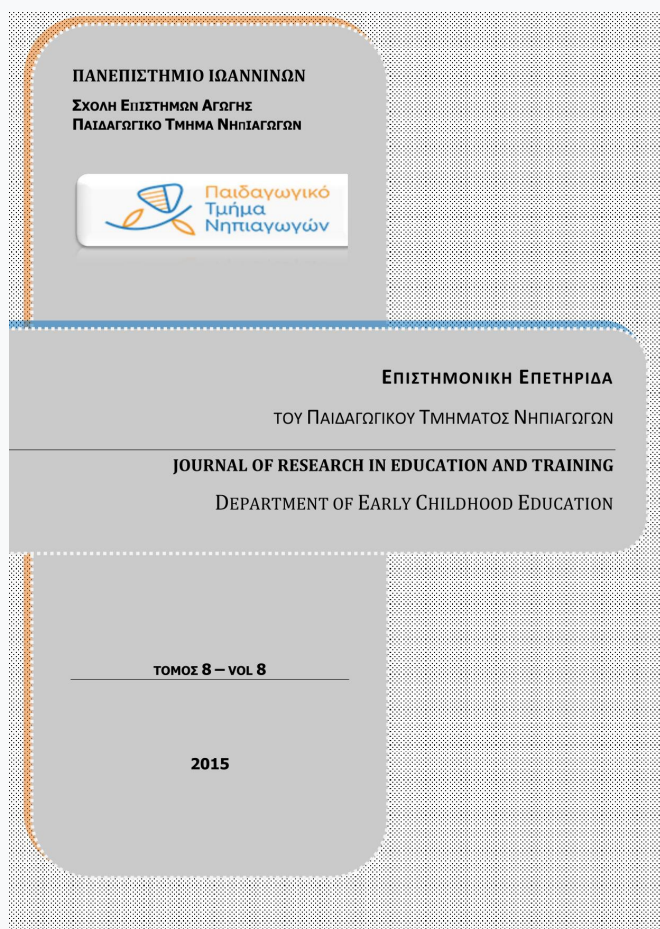 ΠΑΝΕΠΙΣΤΗΜΙΟ ΙΩΑΝΝΙΝΩΝ
ΣΧΟΛΗ ΕΠΙΣΤΗΜΩΝ ΑΓΩΓΗΣ
ΠΑΙΔΑΓΩΓΙΚΟ ΤΜΗΜΑ ΝΗΠΙΑΓΩΓΩΝ
Παιδαγωγικό
Τμήμα
Νηπιαγωγών
ΕΠΙΣΤΗΜΟΝΙΚΗ ΕΠΕΤΗΡΙΔΑ
ΤΟΥ ΠΑΙΔΑΓΩΓΙΚΟΥ ΤΜΗΜΑΤΟΣ ΝΗΠΙΑΓΩΓΩΝ
JOURNAL OF RESEARCH IN EDUCATION AND TRAINING
DEPARTMENT OF EARLY CHILDHOOD EDUCATION
ΤΟΜΟΣ 8 – VOL 8
2015